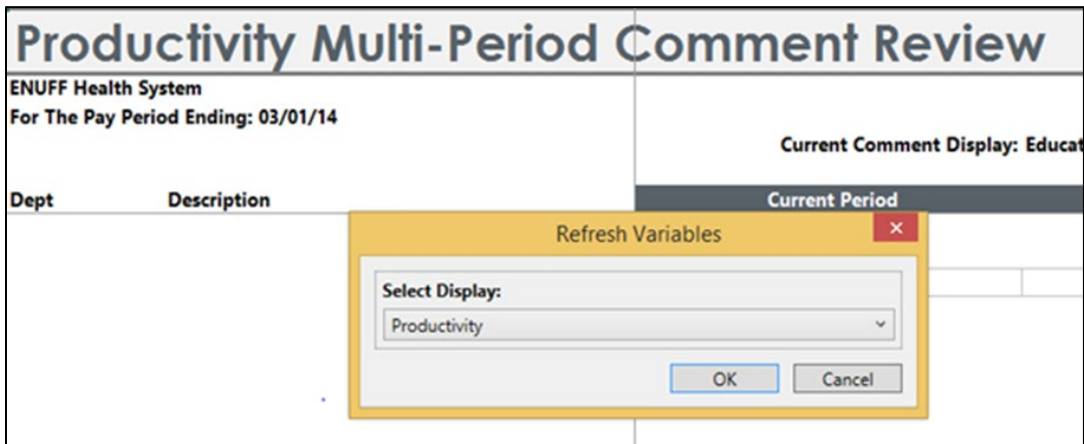 Productivity Multi-Period Comment Review
ENUFF Health System
For The Pay Period Ending: 03/01/14
Current Comment Display: Educat
Dept Description Current Period
Refresh Variables
Select Display:
Productivity
OK Cancel